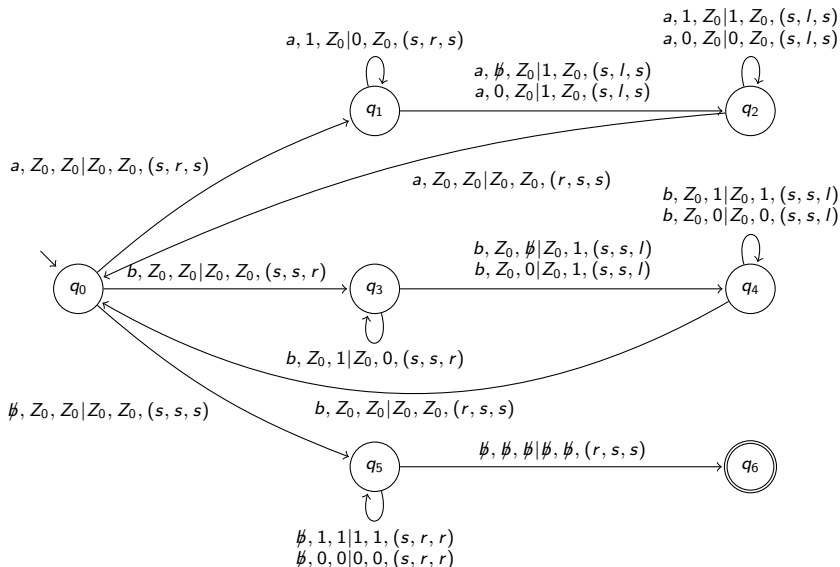 a, 1, Z₀|0, Z₀, (s, r, s)
a, 1, Z₀|1, Z₀, (s, l, s)
a, 0, Z₀|0, Z₀, (s, l, s)
a, b̸, Z₀|1, Z₀, (s, l, s)
a, 0, Z₀|1, Z₀, (s, l, s)
q₁
q₂
a, Z₀, Z₀|Z₀, Z₀, (s, r, s)
a, Z₀, Z₀|Z₀, Z₀, (r, s, s)
b, Z₀, 1|Z₀, 1, (s, s, l)
b, Z₀, 0|Z₀, 0, (s, s, l)
b, Z₀, b̸|Z₀, 1, (s, s, l)
b, Z₀, 0|Z₀, 1, (s, s, l)
b, Z₀, Z₀|Z₀, Z₀, (s, s, r)
q₀
q₃
q₄
b, Z₀, 1|Z₀, 0, (s, s, r)
b̸, Z₀, Z₀|Z₀, Z₀, (s, s, s)
b, Z₀, Z₀|Z₀, Z₀, (r, s, s)
b̸, b̸, b̸|b̸, b̸, (r, s, s)
q₅
q₆
b̸, 1, 1|1, 1, (s, r, r)
b̸, 0, 0|0, 0, (s, r, r)